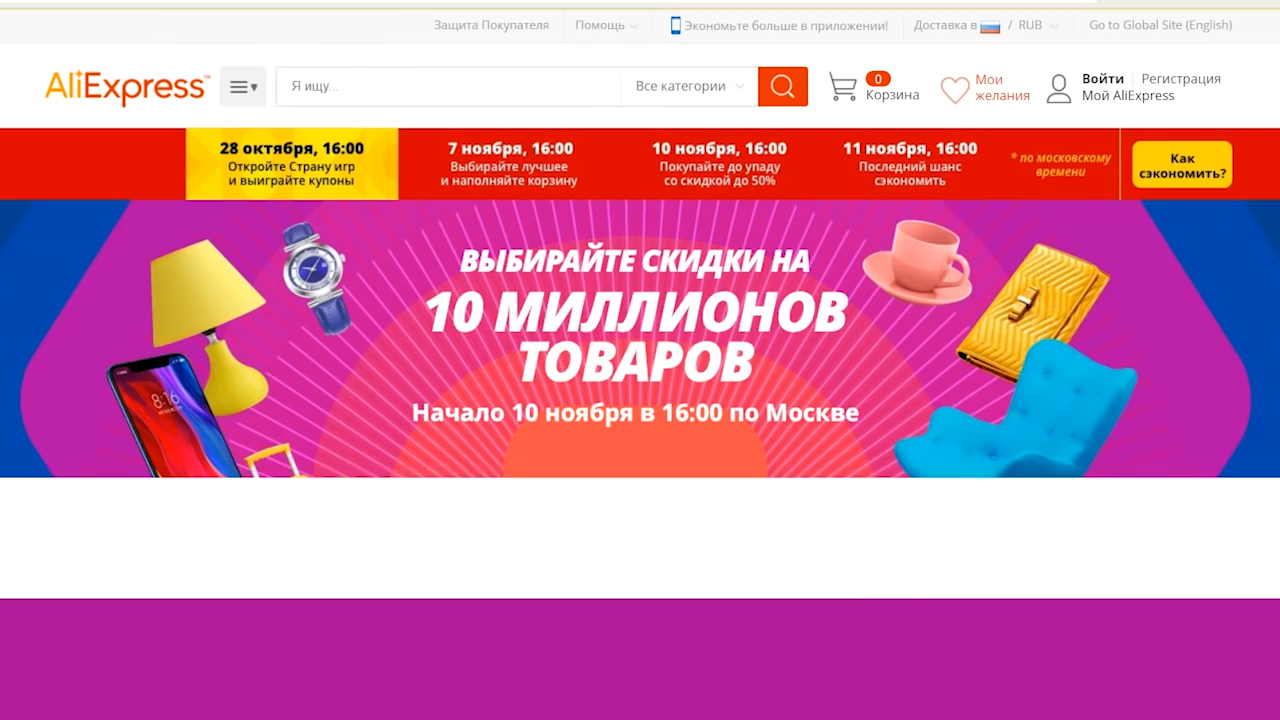 Защита Покупателя
Помощь
Экономьте больше в приложении!
Доставка в / RUB
Go to Global Site (English)
AliExpress™
Я ищу...
Все категории
0
Корзина
Мои
желания
Войти
Регистрация
Мой AliExpress
28 октября, 16:00
Откройте Страну игр
и выиграйте купоны
7 ноября, 16:00
Выбирайте лучшее
и наполняйте корзину
10 ноября, 16:00
Покупайте до упаду
со скидкой до 50%
11 ноября, 16:00
Последний шанс
сэкономить
* по московскому
времени
Как
сэкономить?
ВЫБИРАЙТЕ СКИДКИ НА
10 МИЛЛИОНОВ
ТОВАРОВ
Начало 10 ноября в 16:00 по Москве
8:16